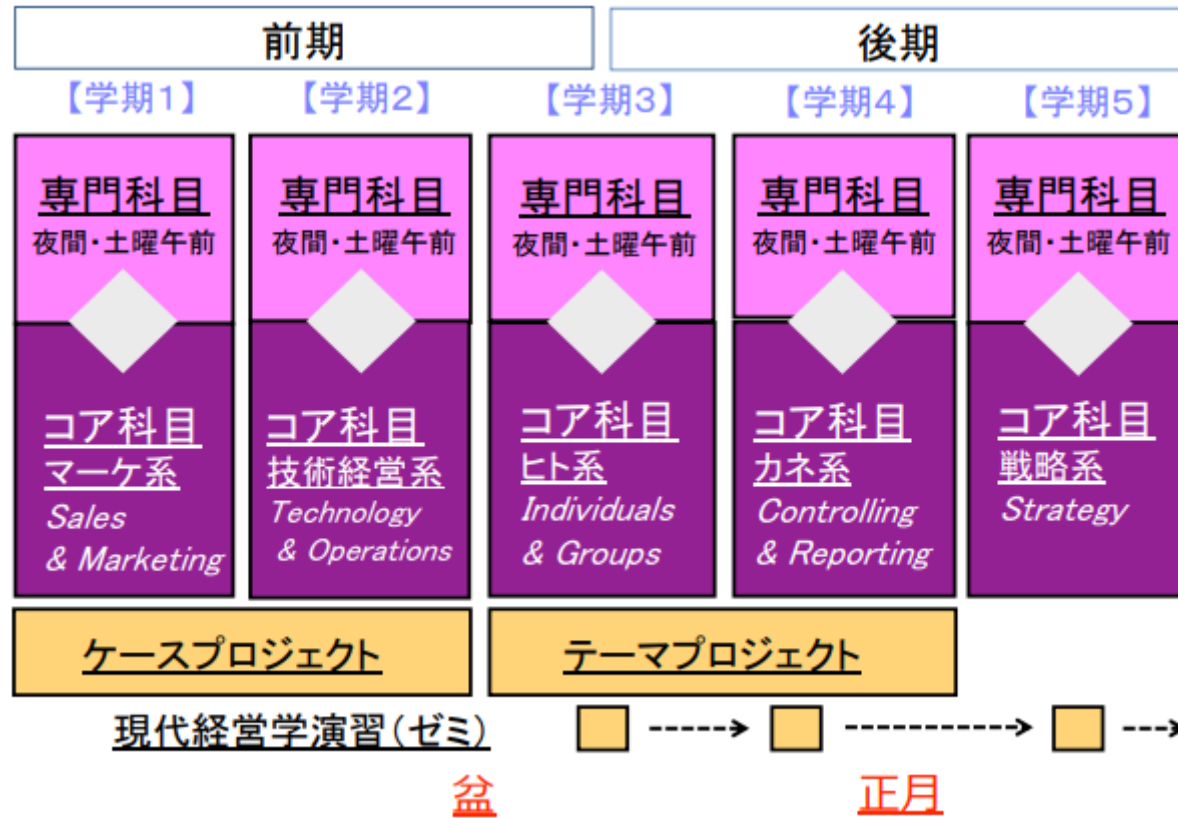 前期
後期
【学期1】
【学期2】
【学期3】
【学期4】
【学期5】
専門科目
夜間・土曜午前
専門科目
夜間・土曜午前
専門科目
夜間・土曜午前
専門科目
夜間・土曜午前
専門科目
夜間・土曜午前
コア科目
マーケ系
Sales
& Marketing
コア科目
技術経営系
Technology
& Operations
コア科目
ヒト系
Individuals
& Groups
コア科目
カネ系
Controlling
& Reporting
コア科目
戦略系
Strategy
ケースプロジェクト
テーマプロジェクト
現代経営学演習(ゼミ)
盆
正月